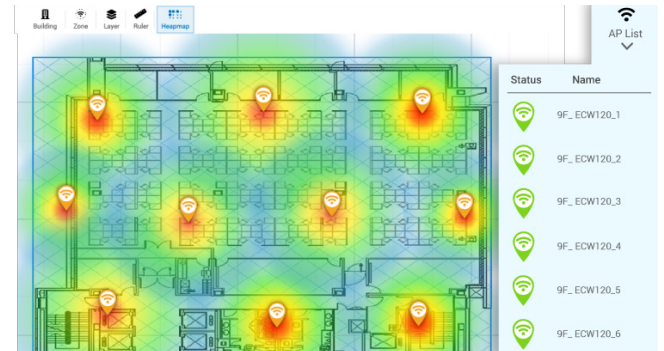 Building Zone Layer Ruler Heapmap
AP List
Status Name
9F_ ECW120_1
9F_ ECW120_2
9F_ ECW120_3
9F_ ECW120_4
9F_ ECW120_5
9F_ ECW120_6